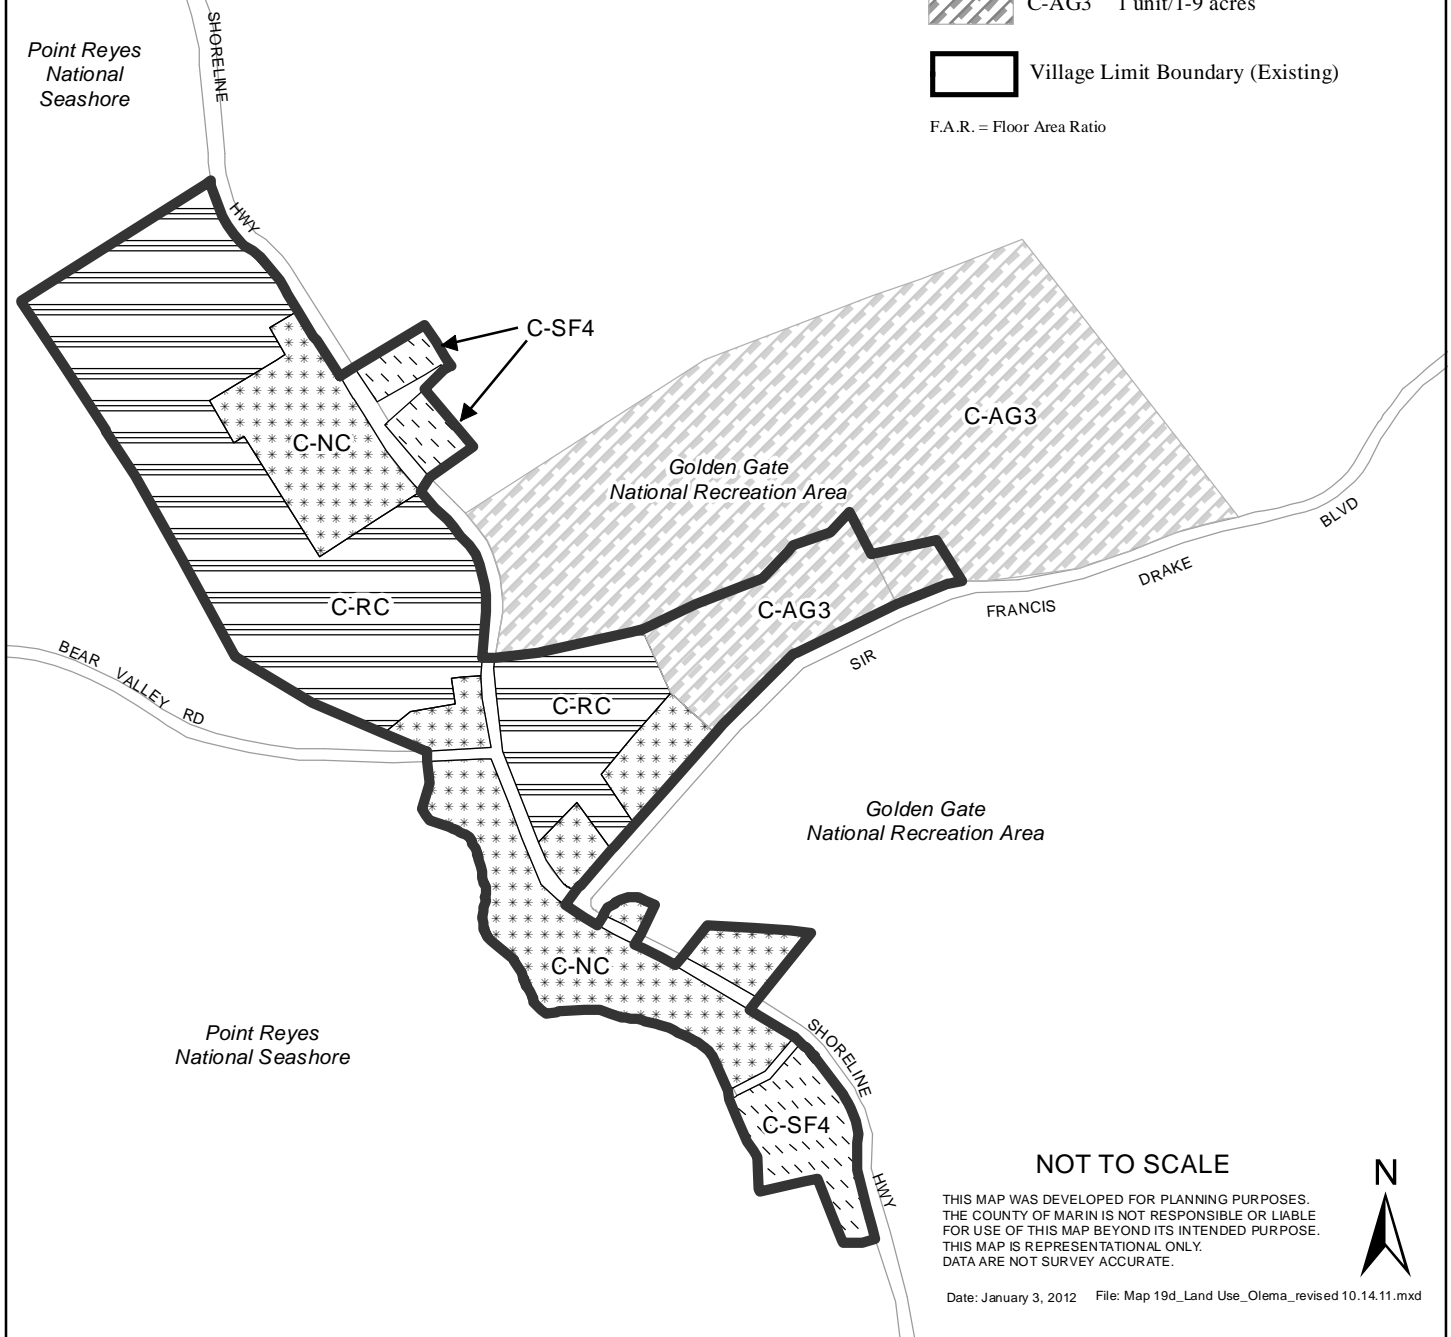 C-AG3 1 unit/1-9 acres
Village Limit Boundary (Existing)
F.A.R. = Floor Area Ratio
Point Reyes
National
Seashore
SHORELINE
HWY
C-SF4
C-NC
C-AG3
Golden Gate
National Recreation Area
BLVD
DRAKE
FRANCIS
SIR
C-AG3
C-RC
BEAR
VALLEY
RD
C-RC
Golden Gate
National Recreation Area
C-NC
Point Reyes
National Seashore
SHORELINE
C-SF4
HWY
NOT TO SCALE
N
THIS MAP WAS DEVELOPED FOR PLANNING PURPOSES.
THE COUNTY OF MARIN IS NOT RESPONSIBLE OR LIABLE
FOR USE OF THIS MAP BEYOND ITS INTENDED PURPOSE.
THIS MAP IS REPRESENTATIONAL ONLY.
DATA ARE NOT SURVEY ACCURATE.
Date: January 3, 2012 File: Map 19d_Land Use_Olema_revised 10.14.11.mxd